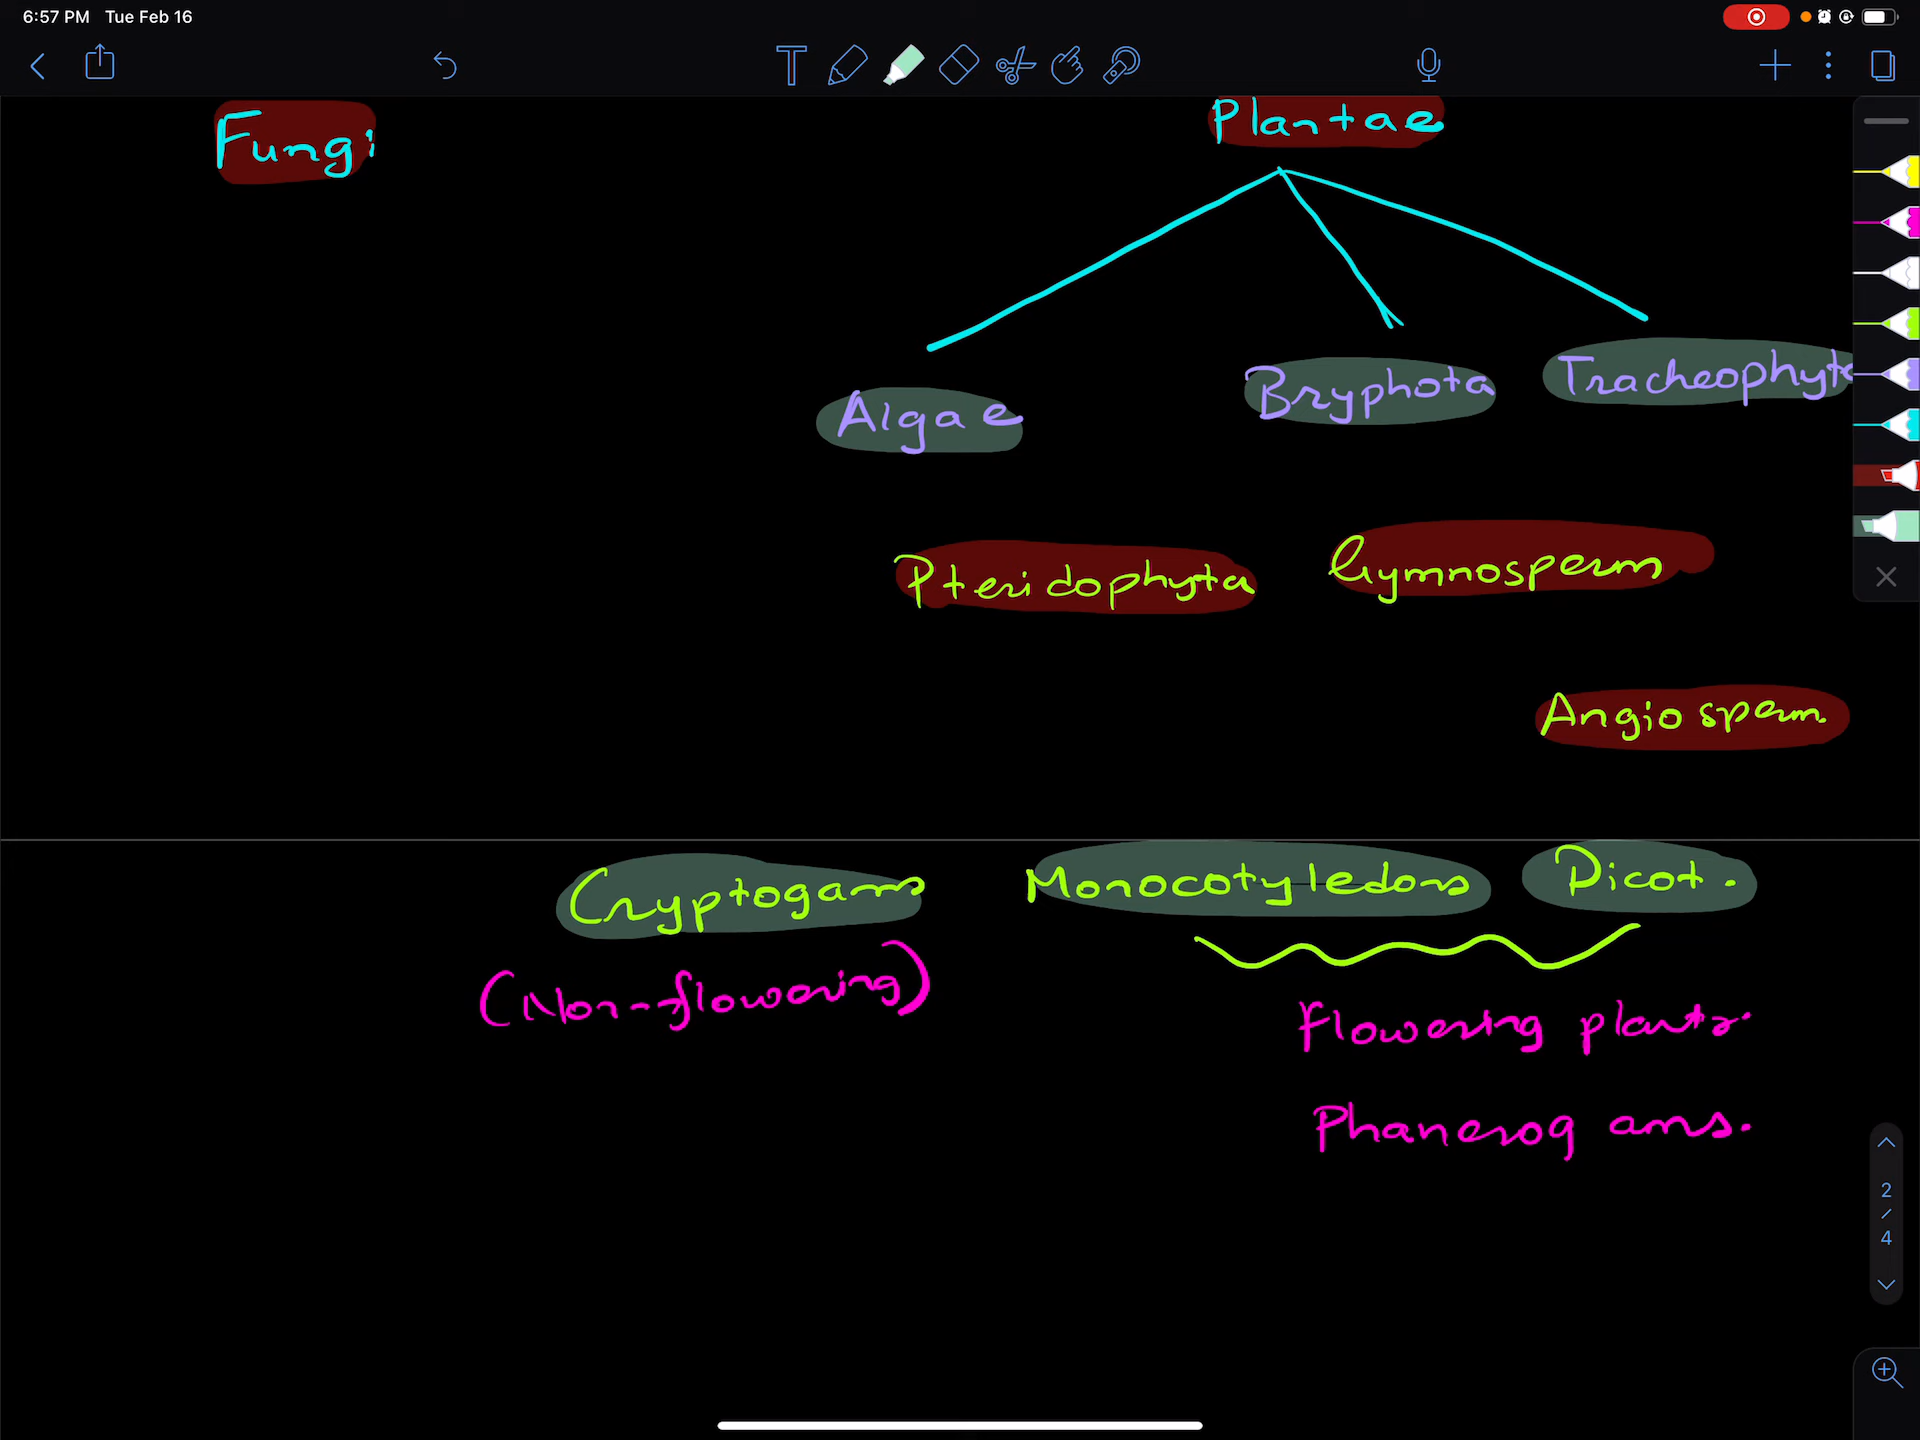 6:57 PM Tue Feb 16
Fungi
Plantae
Algae
Bryphota
Tracheophyta
Pteridophyta
Gymnosperm
Angiosperm.
Cryptogams
Monocotyledons
Dicot.
(Non-flowering)
Flowering plants.
Phanerogams.
2
/
4